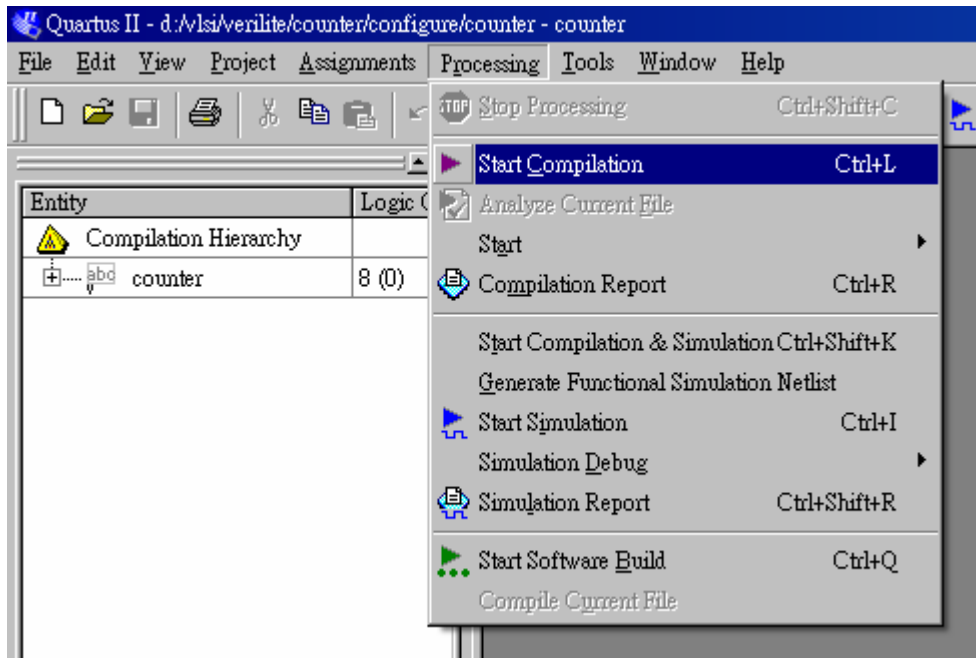 Quartus II - d:/vlsi/verilite/counter/configure/counter - counter
File Edit View Project Assignments Processing Tools Window Help
STOP Stop Processing Ctrl+Shift+C
Start Compilation Ctrl+L
Entity Logic C
Analyze Current File
Compilation Hierarchy
Start
abc counter 8 (0)
Compilation Report Ctrl+R
Start Compilation & Simulation Ctrl+Shift+K
Generate Functional Simulation Netlist
Start Simulation Ctrl+I
Simulation Debug
Simulation Report Ctrl+Shift+R
Start Software Build Ctrl+Q
Compile Current File